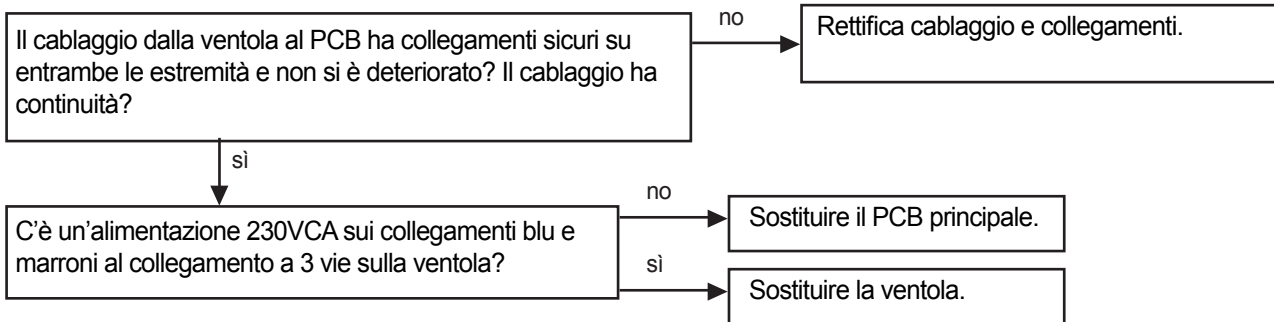 Il cablaggio dalla ventola al PCB ha collegamenti sicuri su
entrambe le estremità e non si è deteriorato? Il cablaggio ha
continuità?
no
Rettifica cablaggio e collegamenti.
sì
C'è un'alimentazione 230VCA sui collegamenti blu e
marroni al collegamento a 3 vie sulla ventola?
no
Sostituire il PCB principale.
sì
Sostituire la ventola.